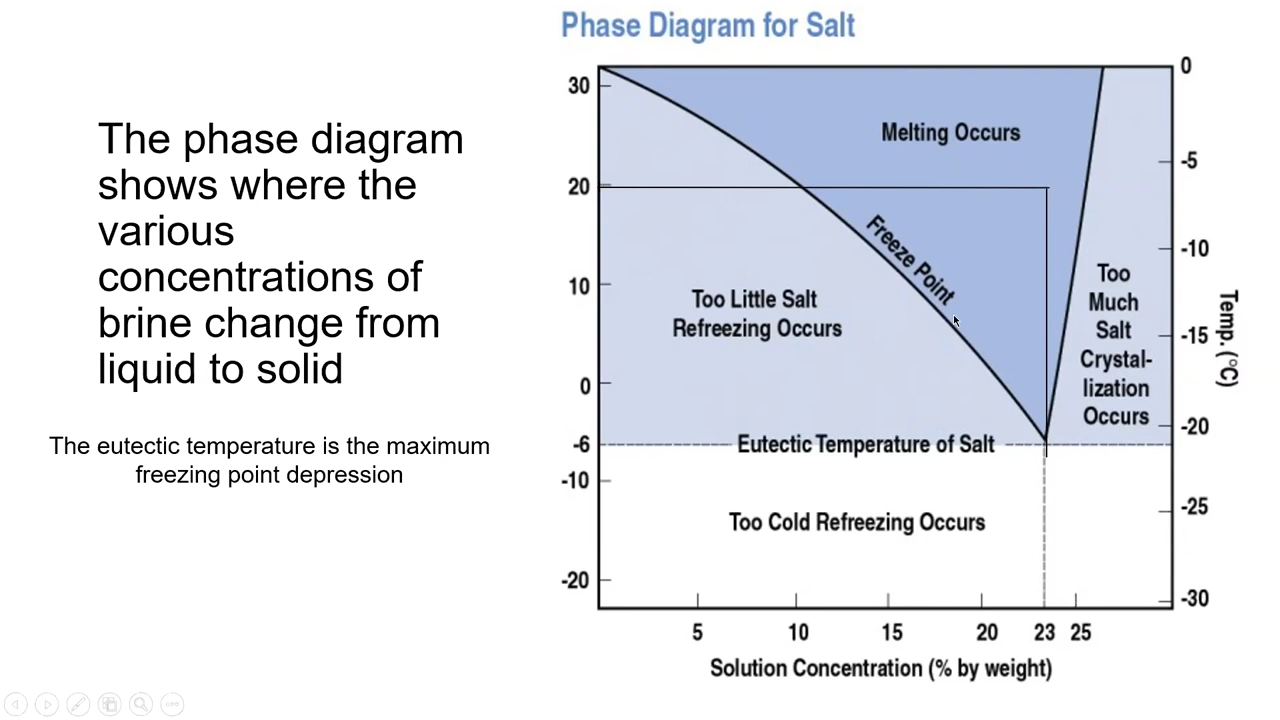 The phase diagram
shows where the
various
concentrations of
brine change from
liquid to solid
The eutectic temperature is the maximum
freezing point depression
Phase Diagram for Salt
30
20
10
0
-6
-10
-20
0
-5
-10
-15
-20
-25
-30
Temp. (°C)
Melting Occurs
Freeze Point
Too Little Salt
Refreezing Occurs
Too
Much
Salt
Crystal-
lization
Occurs
Eutectic Temperature of Salt
Too Cold Refreezing Occurs
5 10 15 20 23 25
Solution Concentration (% by weight)